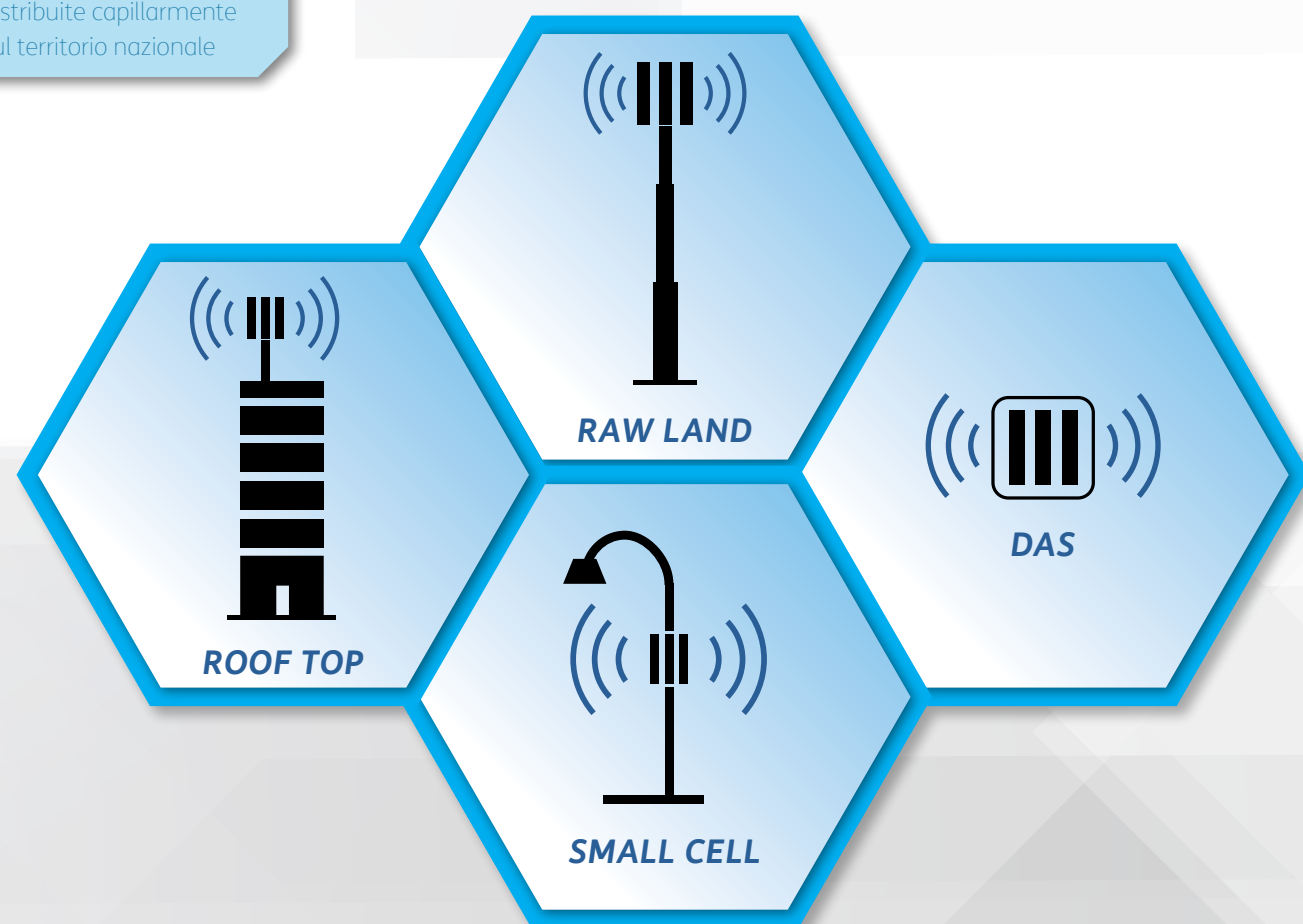 stribuite capillarmente
ul territorio nazionale
RAW LAND
ROOF TOP
DAS
SMALL CELL